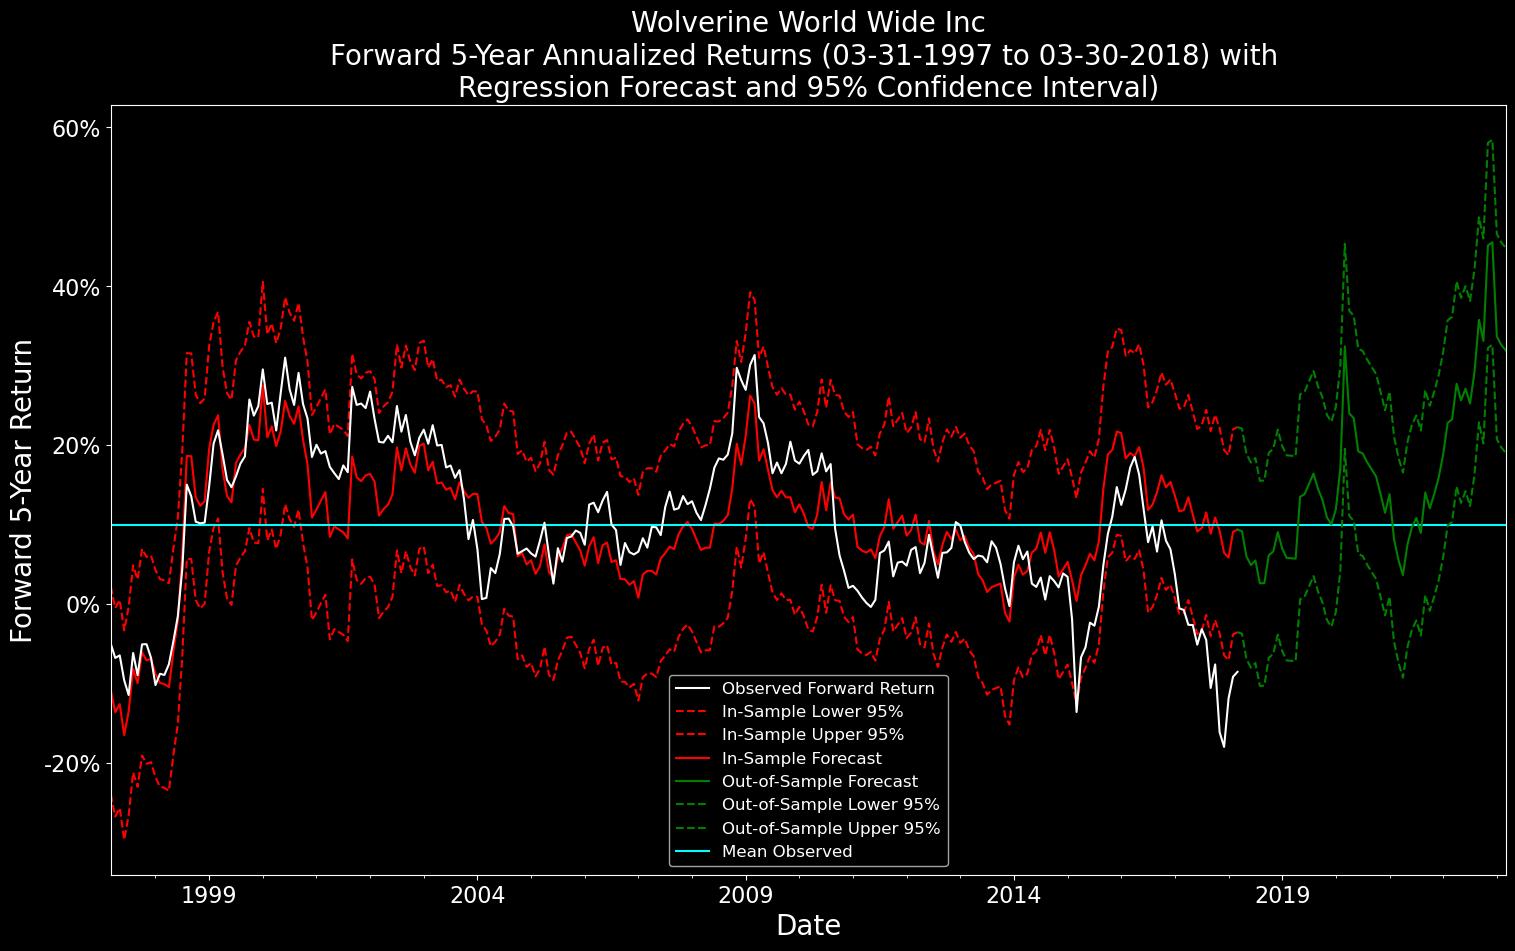 Wolverine World Wide Inc
Forward 5-Year Annualized Returns (03-31-1997 to 03-30-2018) with
Regression Forecast and 95% Confidence Interval)
Forward 5-Year Return
60%
40%
20%
0%
-20%
Observed Forward Return
In-Sample Lower 95%
In-Sample Upper 95%
In-Sample Forecast
Out-of-Sample Forecast
Out-of-Sample Lower 95%
Out-of-Sample Upper 95%
Mean Observed
1999 2004 2009 2014 2019
Date